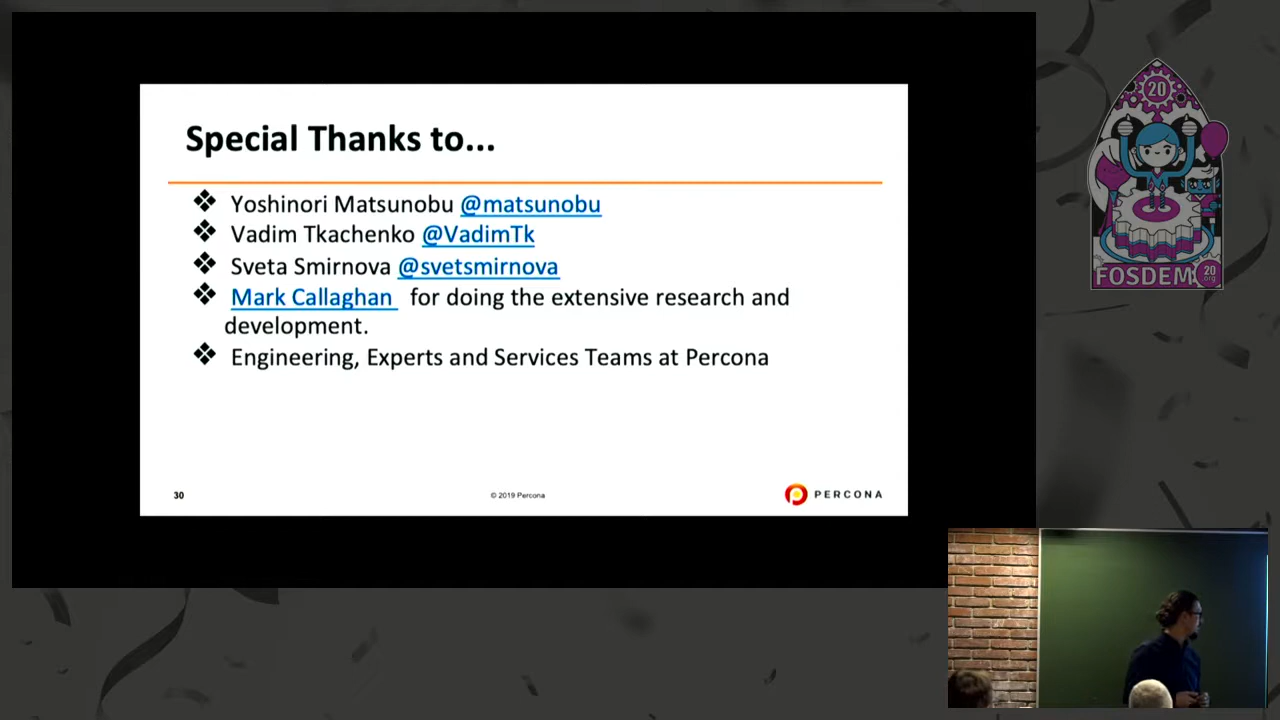 Special Thanks to...
Yoshinori Matsunobu @matsunobu
Vadim Tkachenko @VadimTk
Sveta Smirnova @svetsmirnova
Mark Callaghan for doing the extensive research and
development.
Engineering, Experts and Services Teams at Percona
30
© 2019 Percona
PERCONA
20
FOSDEM
20
.org